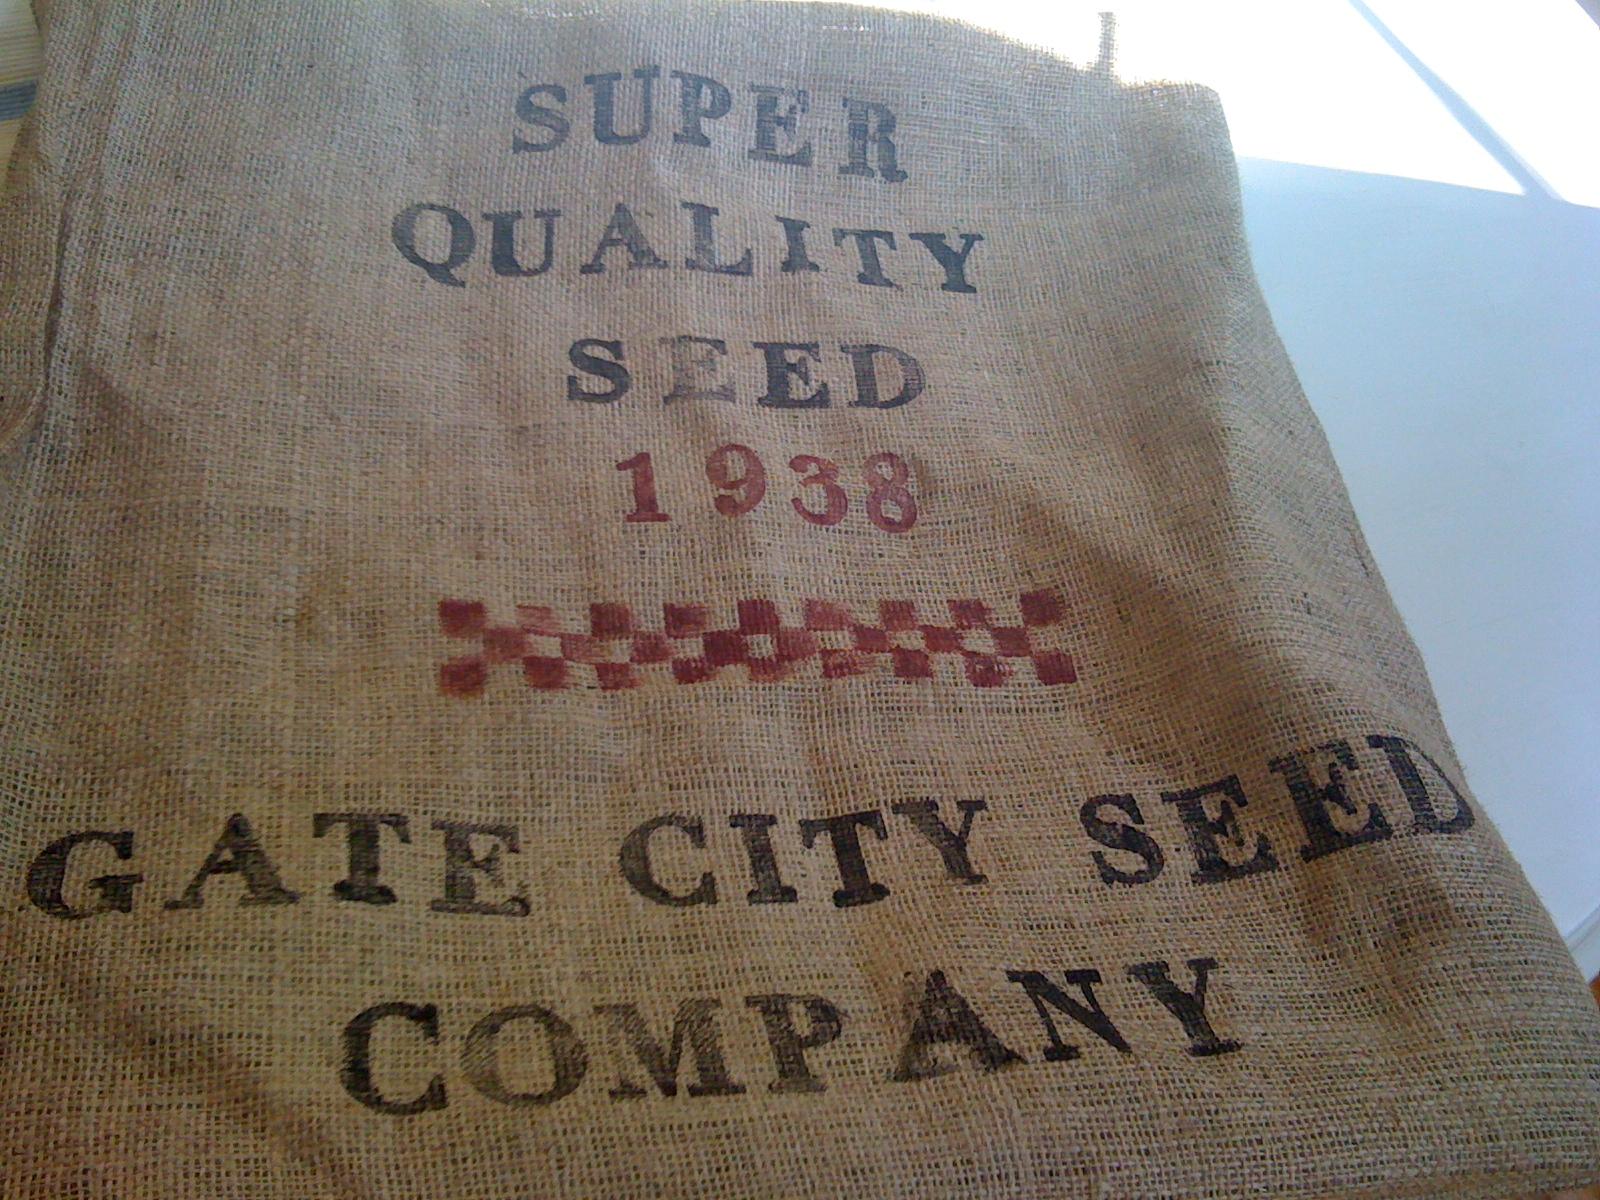 SUPER
QUALITY
SEED
1938
GATE CITY SEED
COMPANY